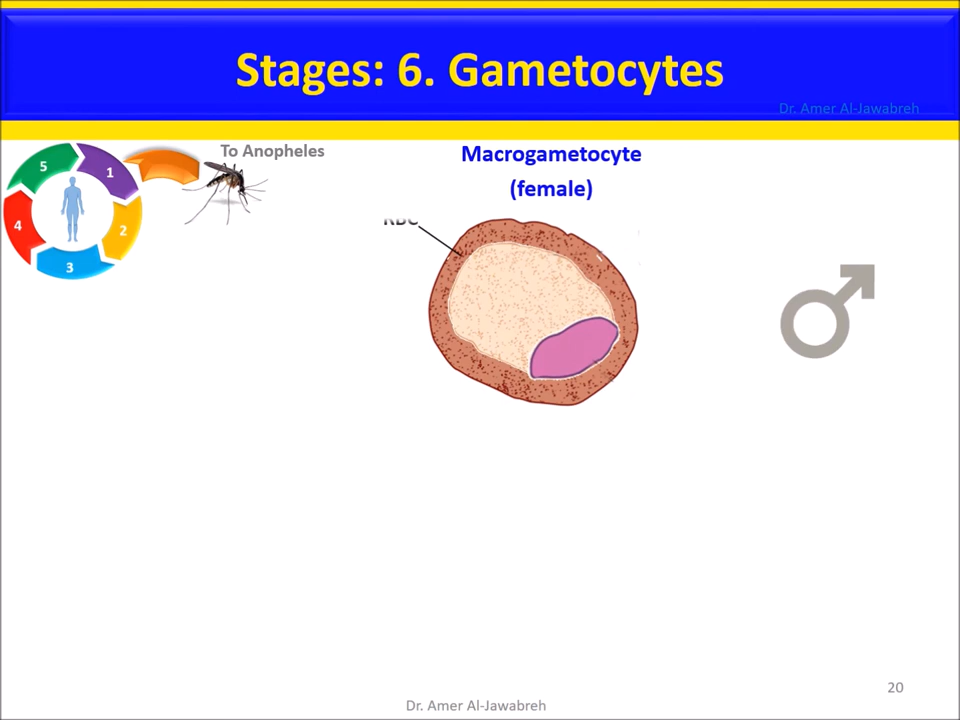 Stages: 6. Gametocytes
Dr. Amer Al-Jawabreh
To Anopheles
Macrogametocyte
(female)
RBC
5
1
4
2
3
20
Dr. Amer Al-Jawabreh